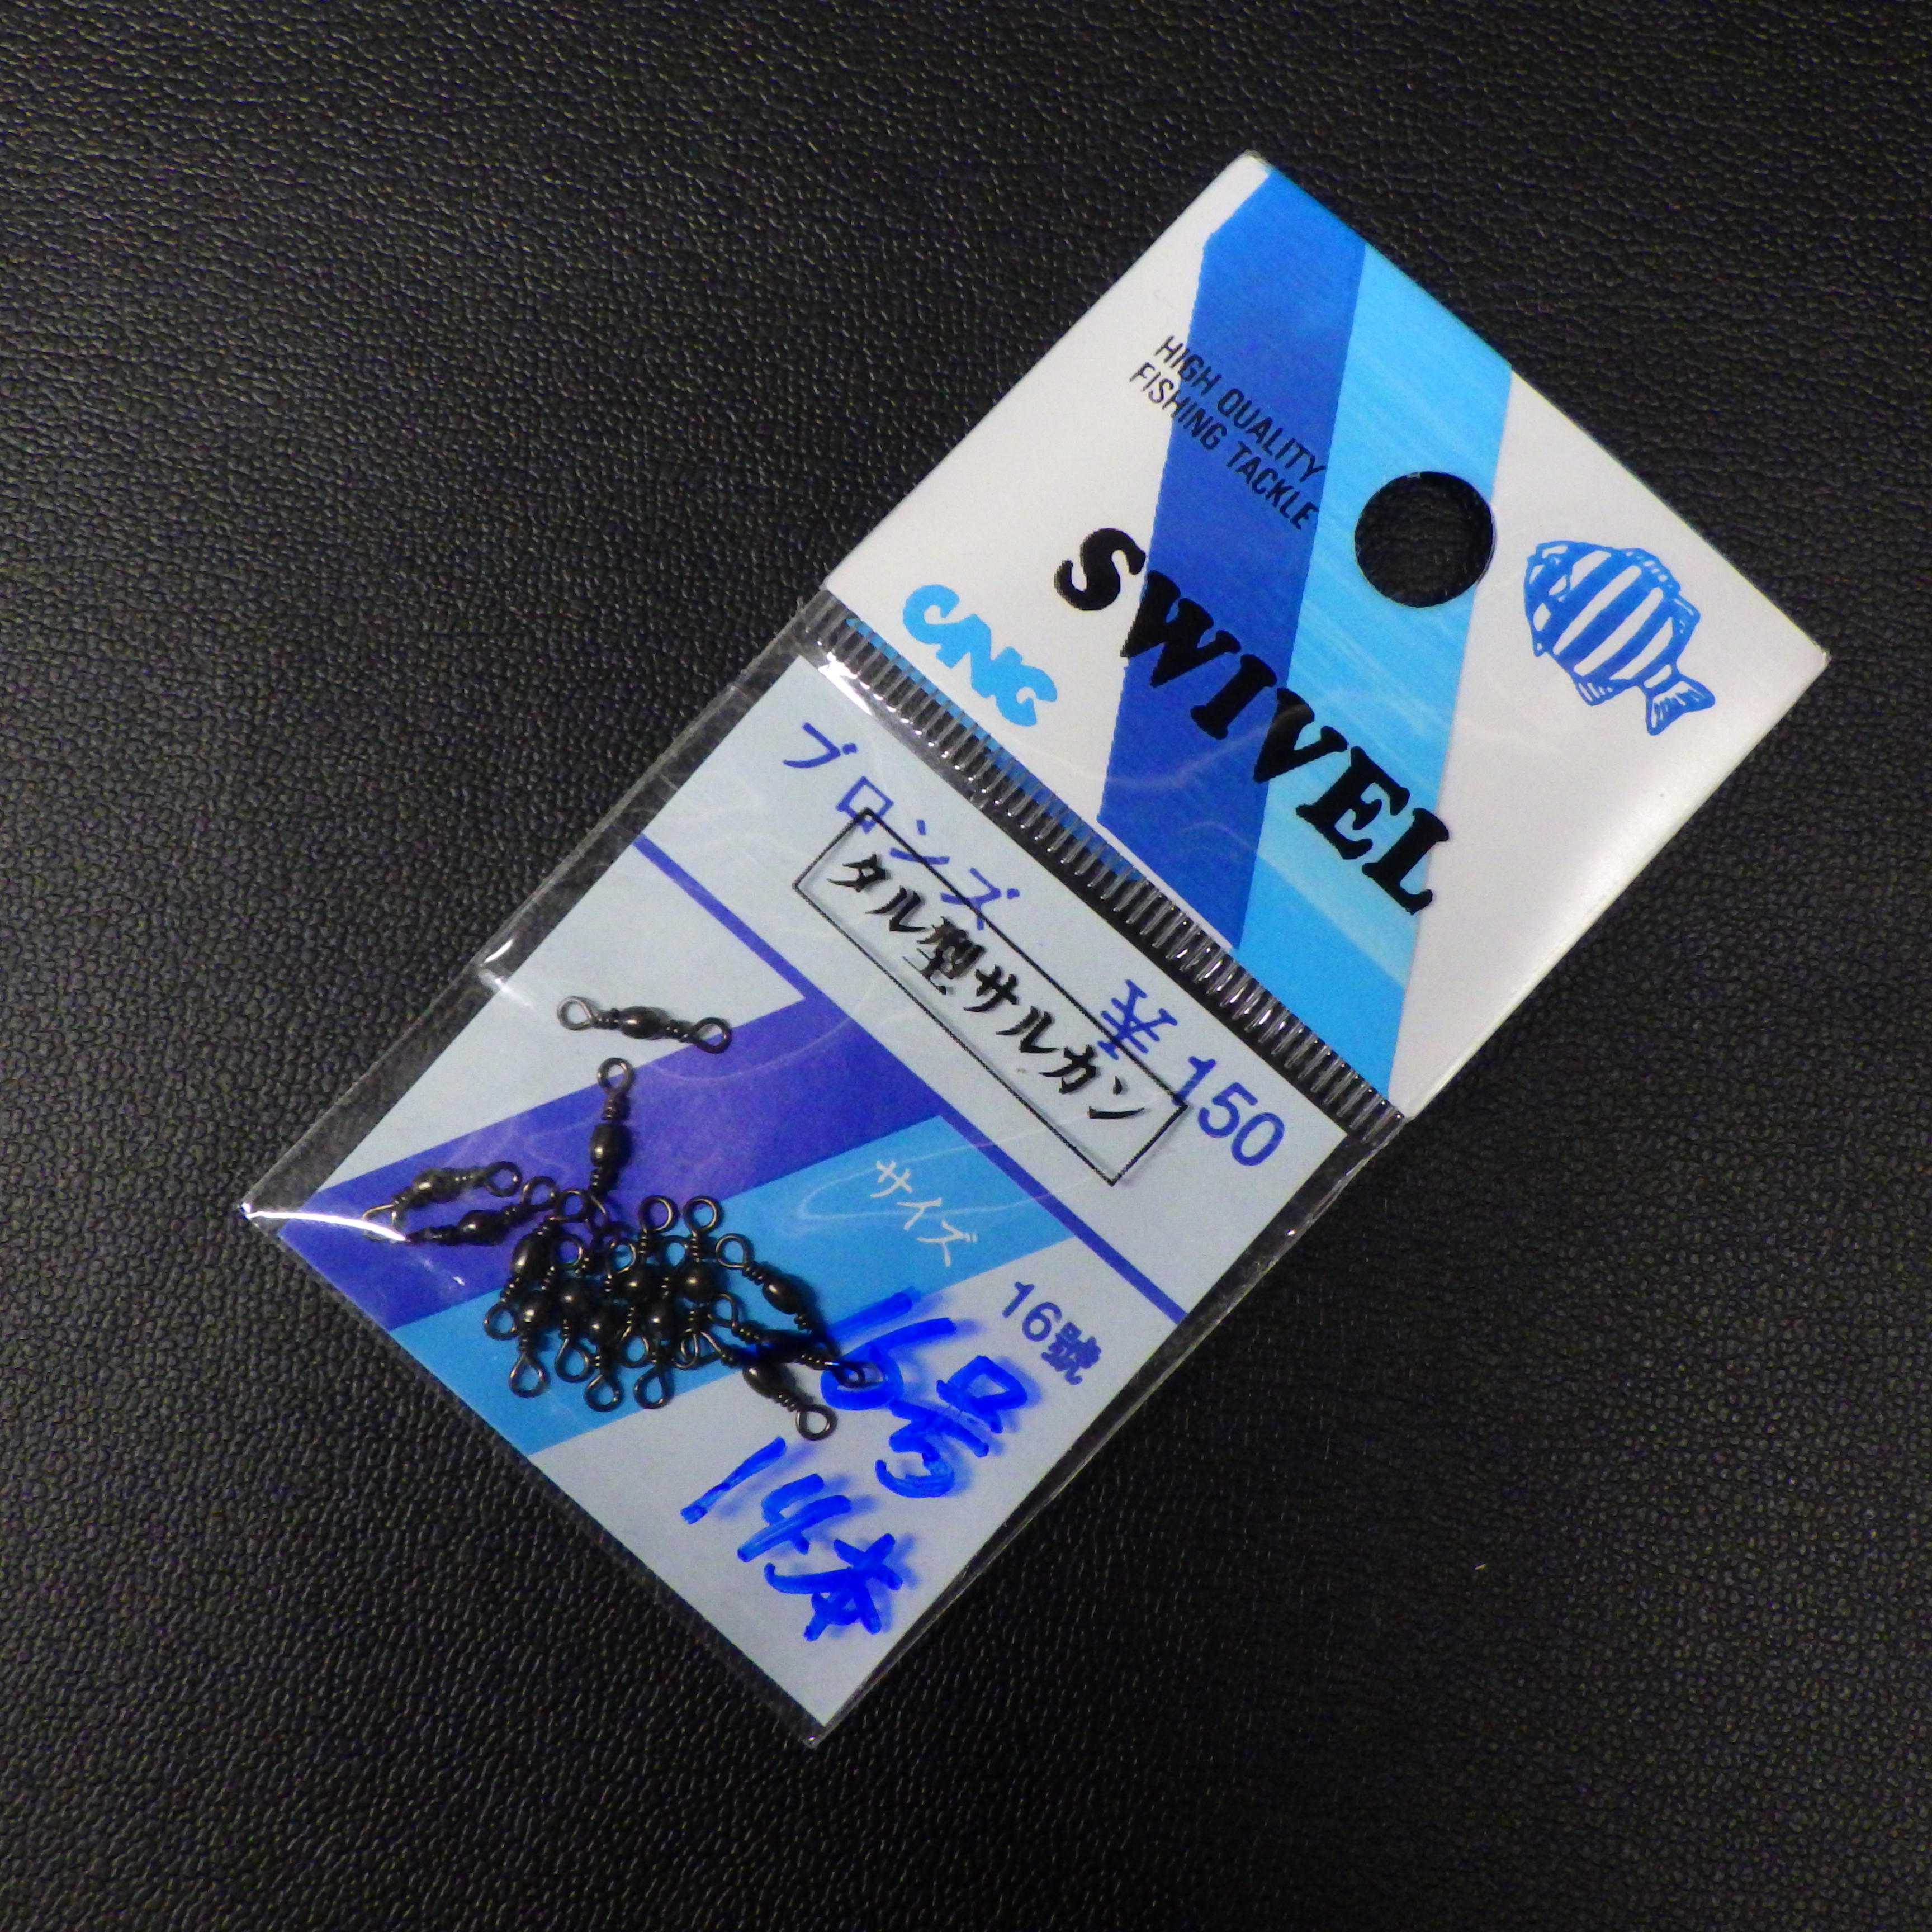 HIGH QUALITY
FISHING TACKLE
SWIVEL
ブロンズ
タル型サルカン
¥150
サイズ
16號
16号
14本